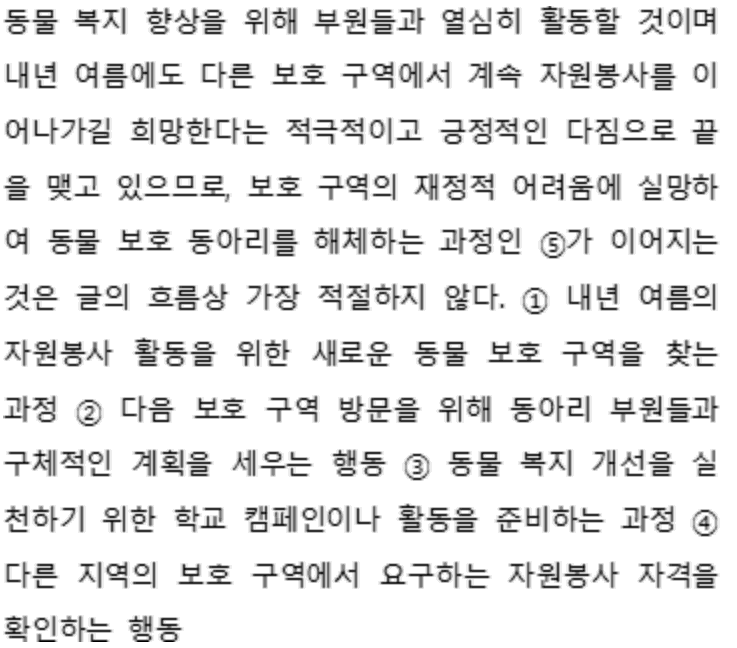 동물 복지 향상을 위해 부원들과 열심히 활동할 것이며
내년 여름에도 다른 보호 구역에서 계속 자원봉사를 이
어나가길 희망한다는 적극적이고 긍정적인 다짐으로 끝
을 맺고 있으므로, 보호 구역의 재정적 어려움에 실망하
여 동물 보호 동아리를 해체하는 과정인 ⑤가 이어지는
것은 글의 흐름상 가장 적절하지 않다. ① 내년 여름의
자원봉사 활동을 위한 새로운 동물 보호 구역을 찾는
과정 ② 다음 보호 구역 방문을 위해 동아리 부원들과
구체적인 계획을 세우는 행동 ③ 동물 복지 개선을 실
천하기 위한 학교 캠페인이나 활동을 준비하는 과정 ④
다른 지역의 보호 구역에서 요구하는 자원봉사 자격을
확인하는 행동